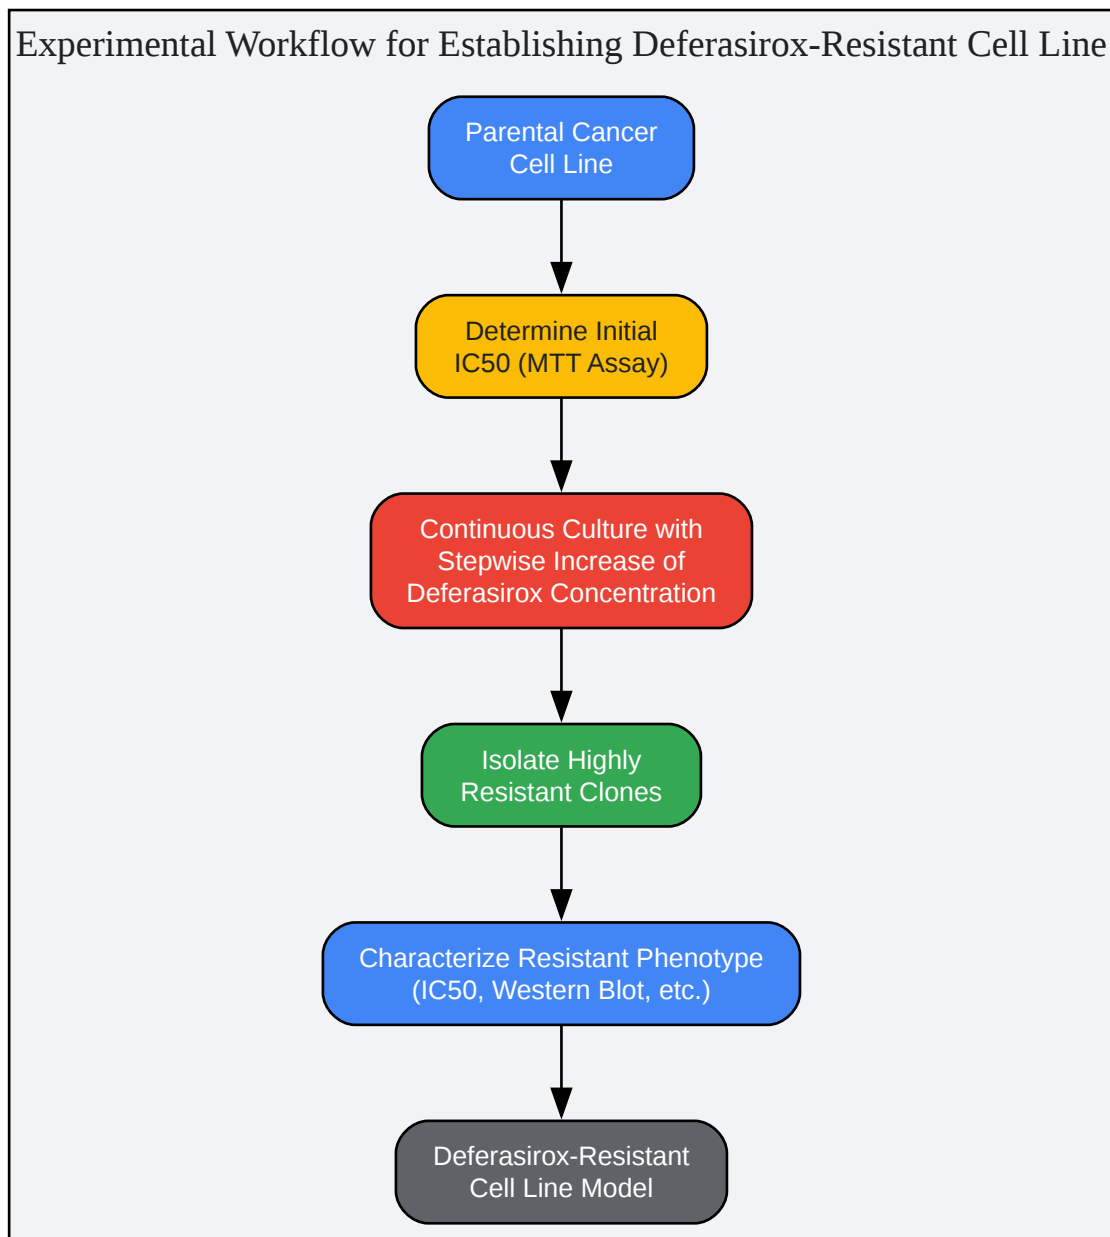 Experimental Workflow for Establishing Deferasirox-Resistant Cell Line
Parental Cancer
Cell Line
Determine Initial
IC50 (MTT Assay)
Continuous Culture with
Stepwise Increase of
Deferasirox Concentration
Isolate Highly
Resistant Clones
Characterize Resistant Phenotype
(IC50, Western Blot, etc.)
Deferasirox-Resistant
Cell Line Model